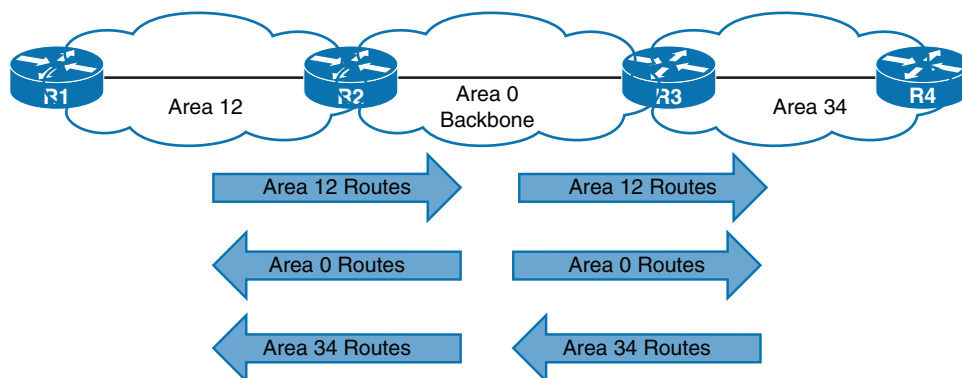 R1
Area 12
R2
Area 0
Backbone
R3
Area 34
R4
Area 12 Routes
Area 12 Routes
Area 0 Routes
Area 0 Routes
Area 34 Routes
Area 34 Routes